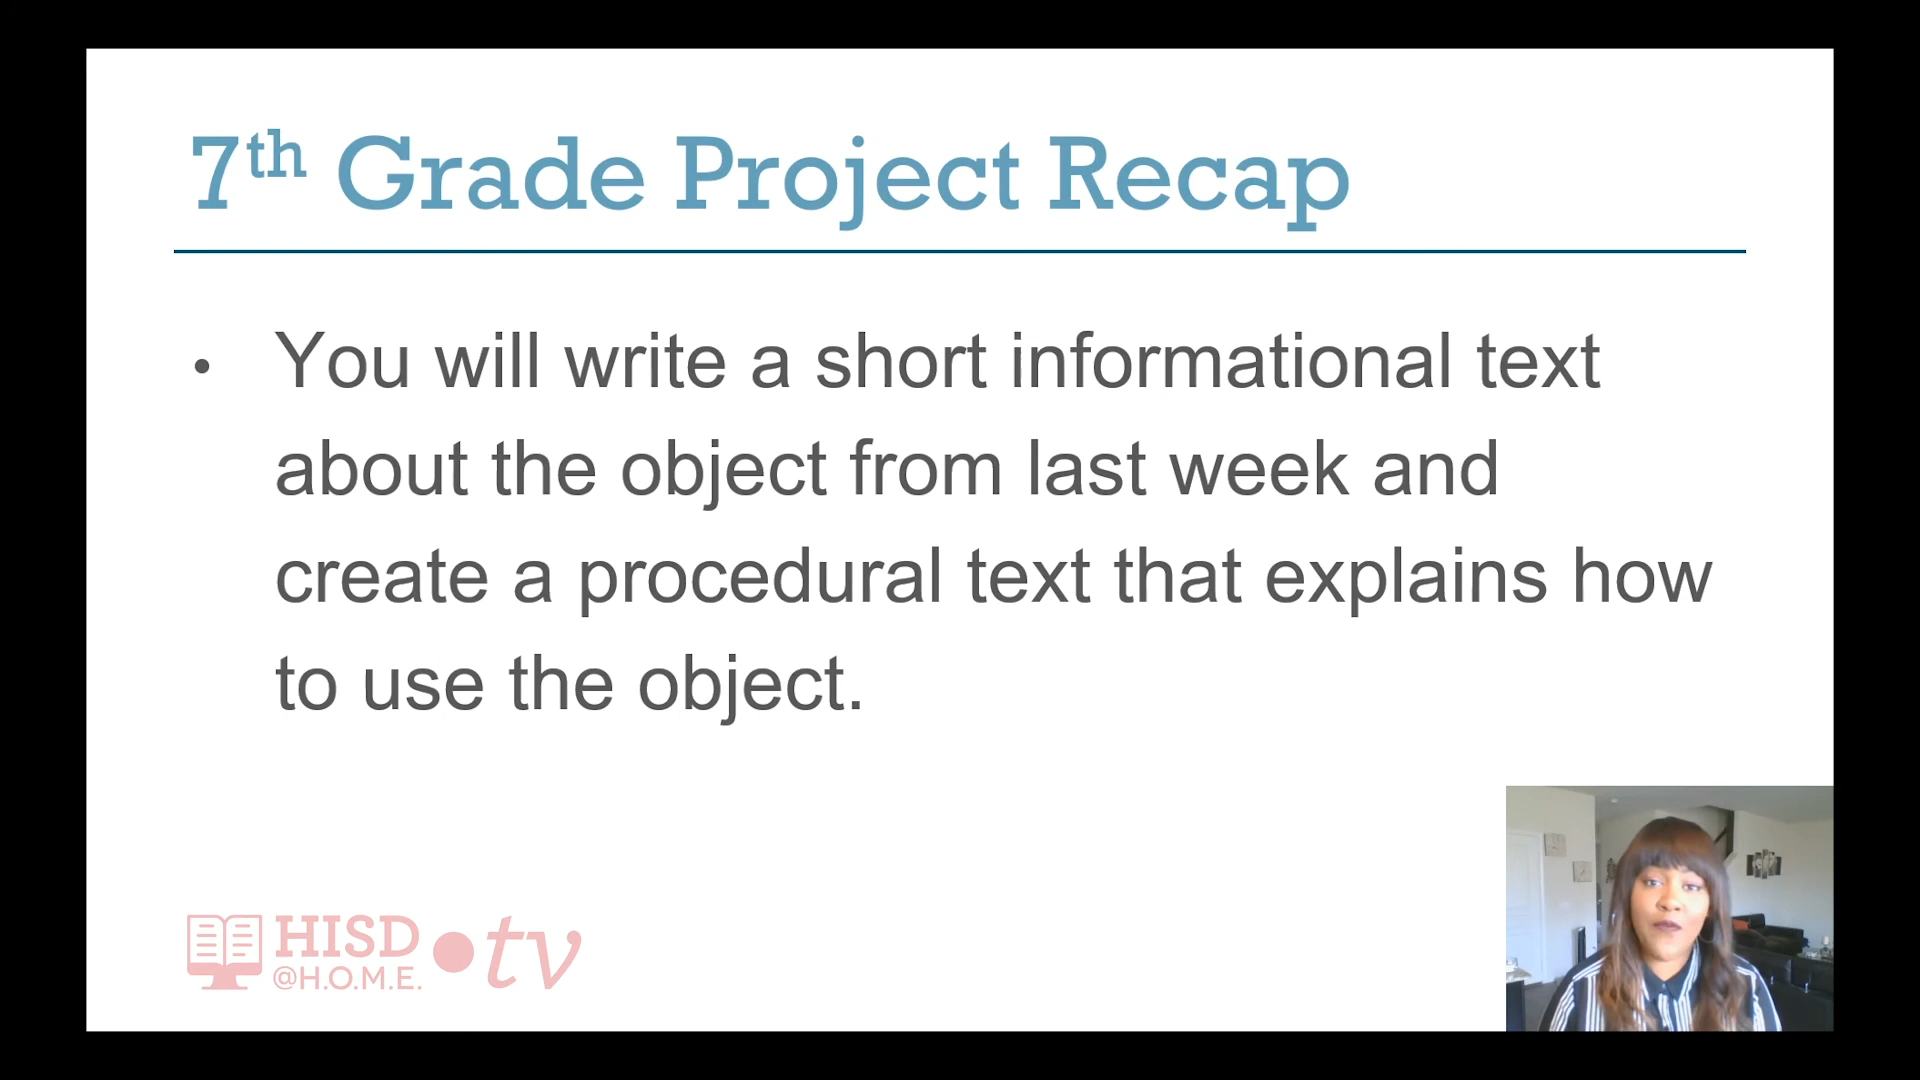 7th Grade Project Recap
• You will write a short informational text
about the object from last week and
create a procedural text that explains how
to use the object.
HISD
@H.O.M.E.
•tv